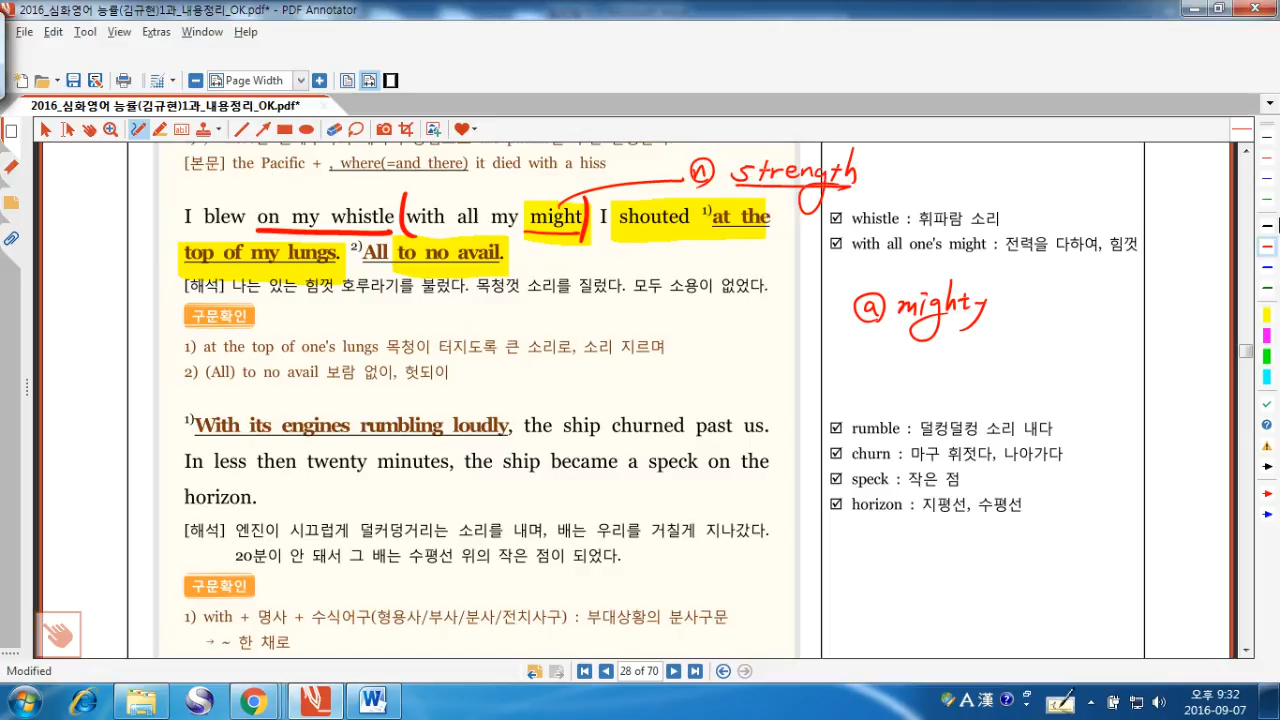 2016_심화영어 능률(김규현)1과_내용정리_OK.pdf* - PDF Annotator
File Edit Tool View Extras Window Help
Page Width
2016_심화영어 능률(김규현)1과_내용정리_OK.pdf*
[본문] the Pacific + , where(=and there) it died with a hiss
ⓝ strength
I blew on my whistle (with all my might) I shouted 1)at the
top of my lungs. 2)All to no avail.
[해석] 나는 있는 힘껏 호루라기를 불렀다. 목청껏 소리를 질렀다. 모두 소용이 없었다.
구문확인
1) at the top of one's lungs 목청이 터지도록 큰 소리로, 소리 지르며
2) (All) to no avail 보람 없이, 헛되이
1)With its engines rumbling loudly, the ship churned past us.
In less then twenty minutes, the ship became a speck on the
horizon.
[해석] 엔진이 시끄럽게 덜커덩거리는 소리를 내며, 배는 우리를 거칠게 지나갔다.
20분이 안 돼서 그 배는 수평선 위의 작은 점이 되었다.
구문확인
1) with + 명사 + 수식어구(형용사/부사/분사/전치사구) : 부대상황의 분사구문
→ ~ 한 채로
whistle : 휘파람 소리
with all one's might : 전력을 다하여, 힘껏
ⓐ mighty
rumble : 덜컹덜컹 소리 내다
churn : 마구 휘젓다, 나아가다
speck : 작은 점
horizon : 지평선, 수평선
Modified
28 of 70
A 漢
오후 9:32
2016-09-07